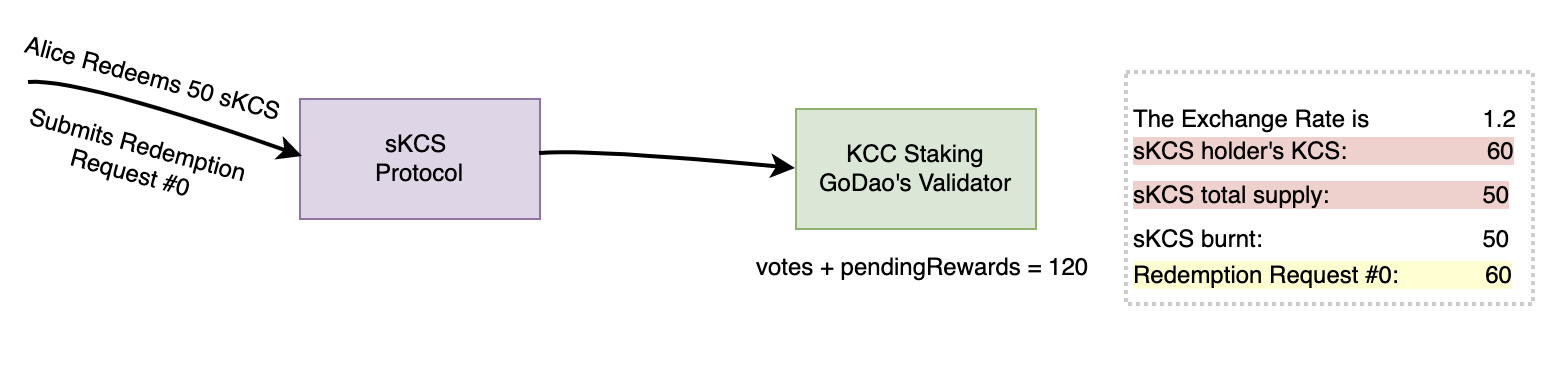 Alice Redeems 50 sKCS
Submits Redemption
Request #0
sKCS
Protocol
KCC Staking
GoDao's Validator
votes + pendingRewards = 120
The Exchange Rate is 1.2
sKCS holder's KCS: 60
sKCS total supply: 50
sKCS burnt: 50
Redemption Request #0: 60